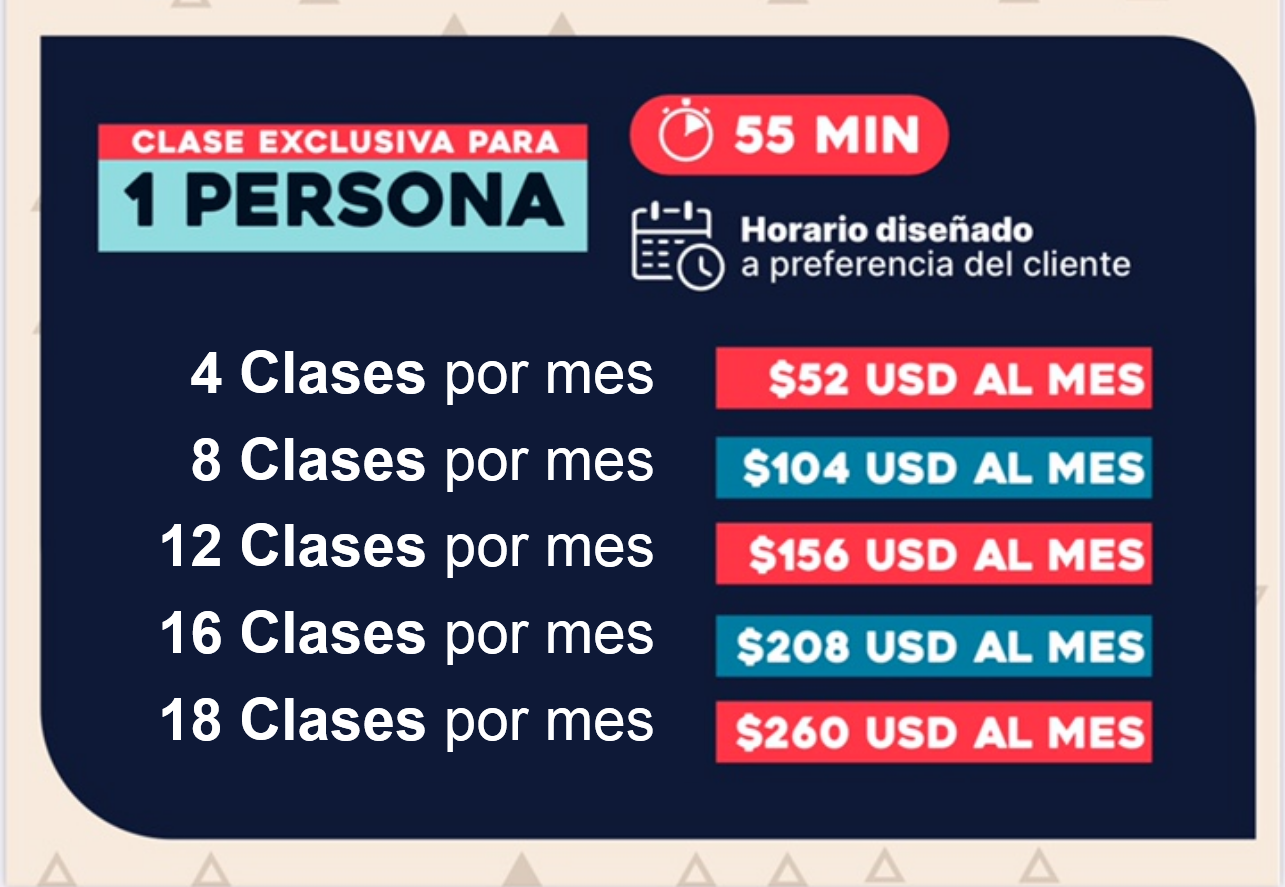 CLASE EXCLUSIVA PARA
1 PERSONA
55 MIN
Horario diseñado
a preferencia del cliente
4 Clases por mes $52 USD AL MES
8 Clases por mes $104 USD AL MES
12 Clases por mes $156 USD AL MES
16 Clases por mes $208 USD AL MES
18 Clases por mes $260 USD AL MES